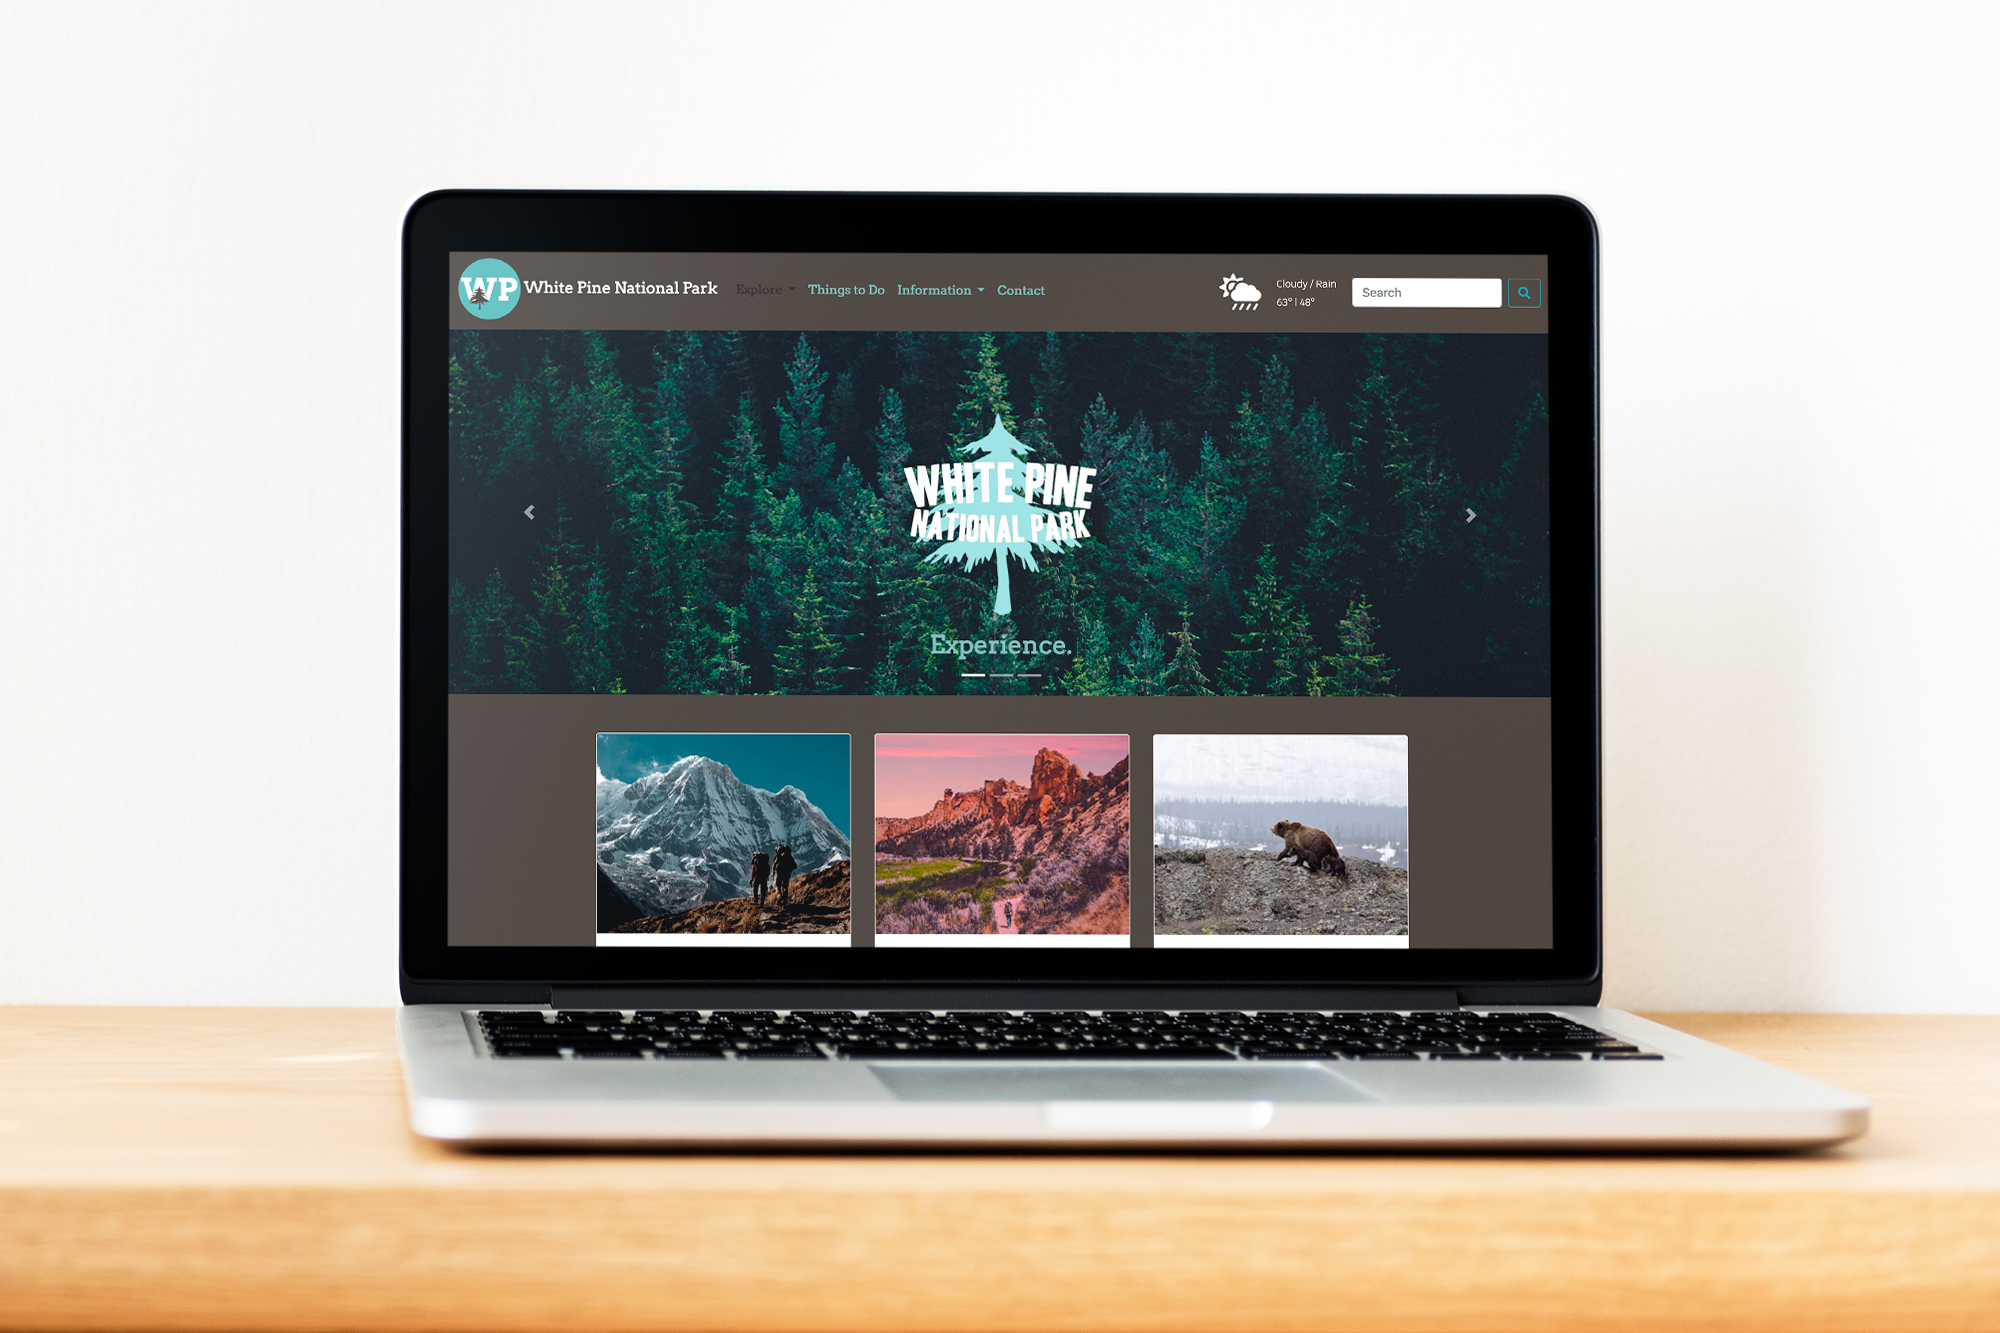 WP White Pine National Park Explore Things to Do Information Contact
Cloudy / Rain
63° | 48°
Search
WHITE PINE
NATIONAL PARK
Experience.